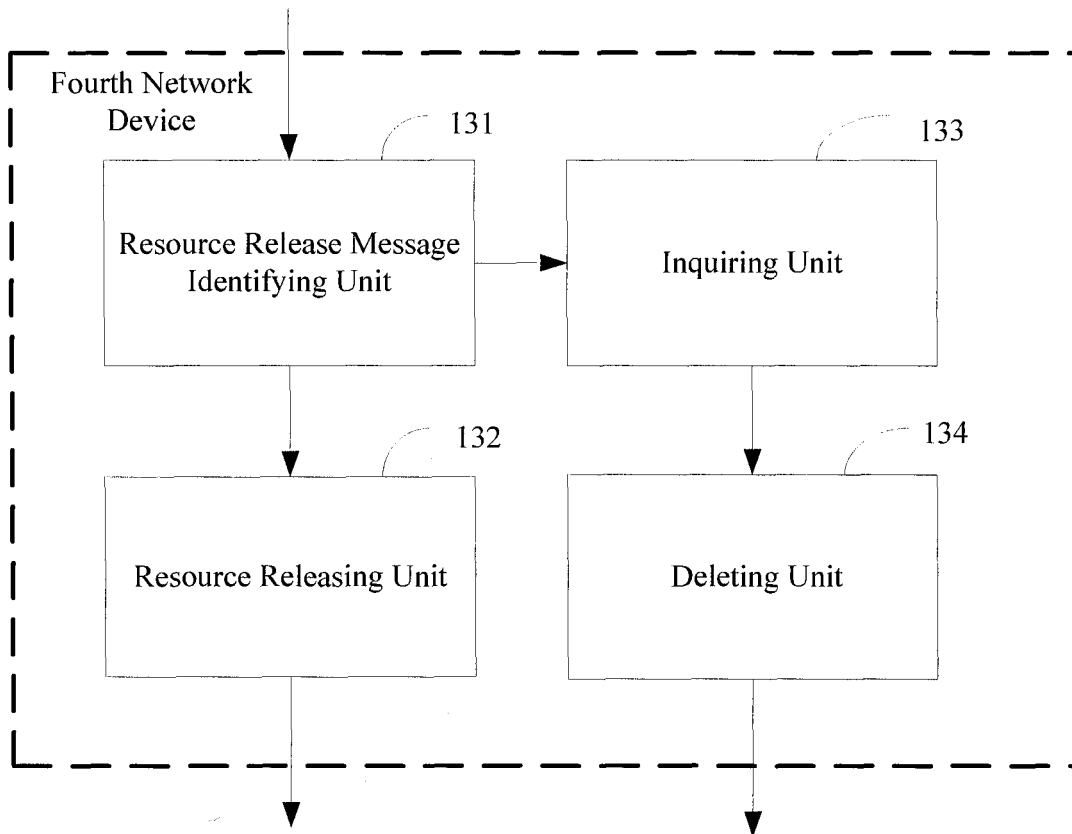 Fourth Network
Device
131
133
Resource Release Message
Identifying Unit
Inquiring Unit
132
134
Resource Releasing Unit
Deleting Unit